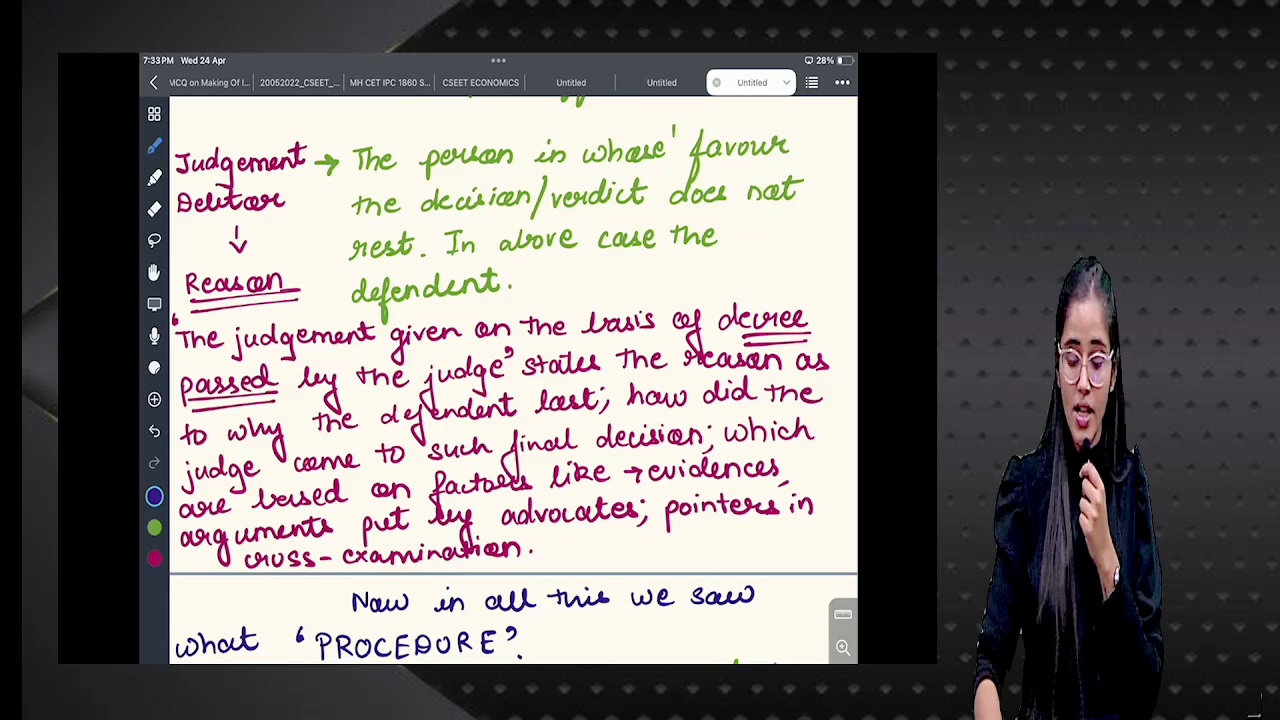 7:33 PM Wed 24 Apr 28%
MCQ on Making Of I... 20052022_CSEET_... MH CET IPC 1860 S... CSEET ECONOMICS Untitled Untitled Untitled
Judgement → The person in whose' favour
Debitor the decision/verdict does not
rest. In above case the
Reason defendent.
'The judgement given on the basis of decree
passed by the judge' states the reason as
to why the defendent lost; how did the
judge come to such final decision; which
are based on factors like → evidences,
arguments put by advocates; pointers in
cross-examination.
Now in all this we saw
what 'PROCEDURE'.